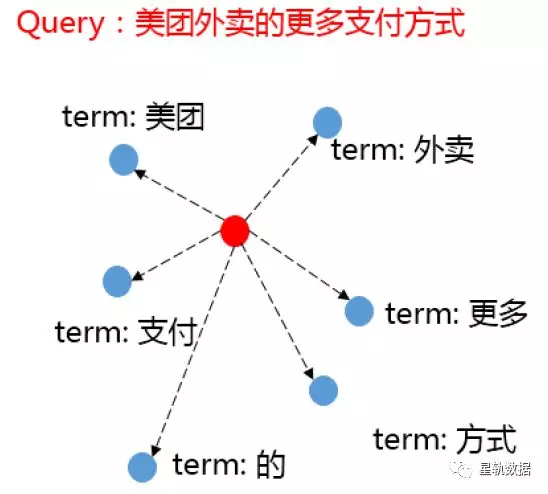 Query：美团外卖的更多支付方式
term: 美团
term: 外卖
term: 更多
term: 支付
term: 方式
term: 的
星轨数据